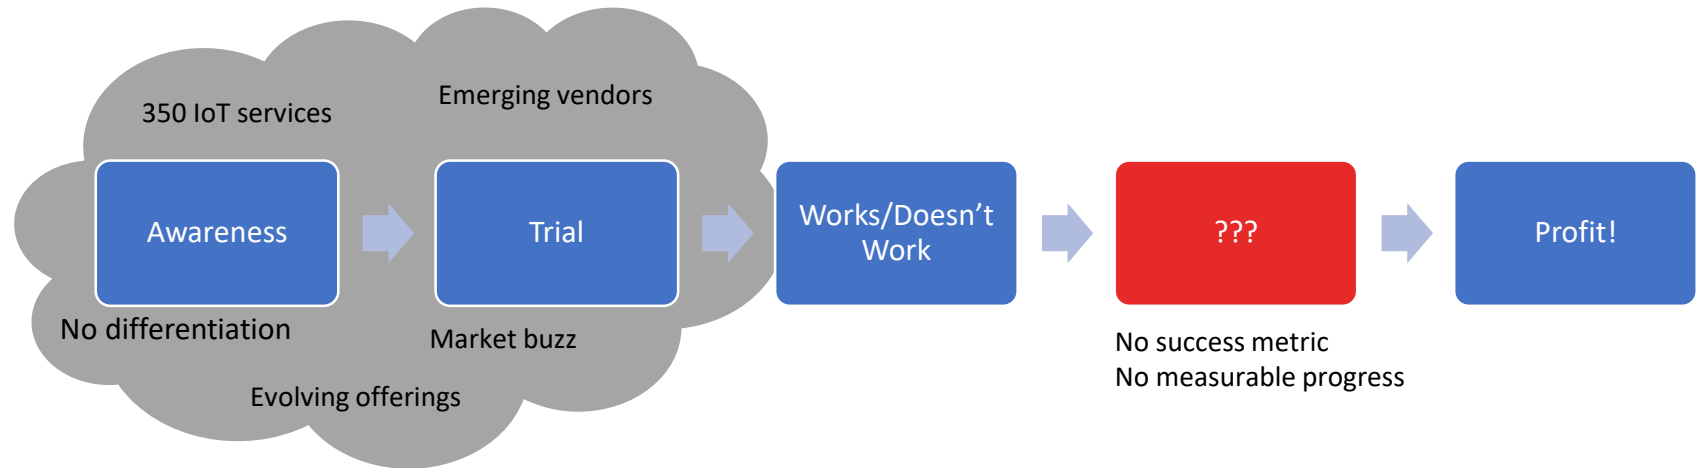 350 IoT services
Emerging vendors
Awareness
Trial
Works/Doesn’t
Work
???
Profit!
No differentiation
Market buzz
Evolving offerings
No success metric
No measurable progress